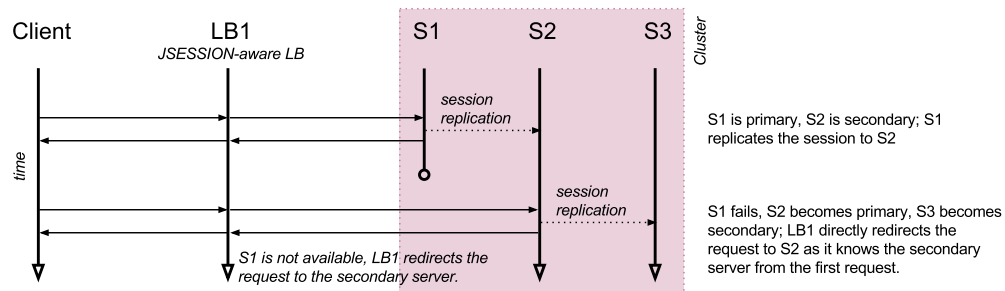 Client
LB1
S1
S2
S3
JSESSION-aware LB
Cluster
session
replication
S1 is primary, S2 is secondary; S1
replicates the session to S2
time
session
replication
S1 fails, S2 becomes primary, S3 becomes
secondary; LB1 directly redirects the
request to S2 as it knows the secondary
server from the first request.
S1 is not available, LB1 redirects the
request to the secondary server.